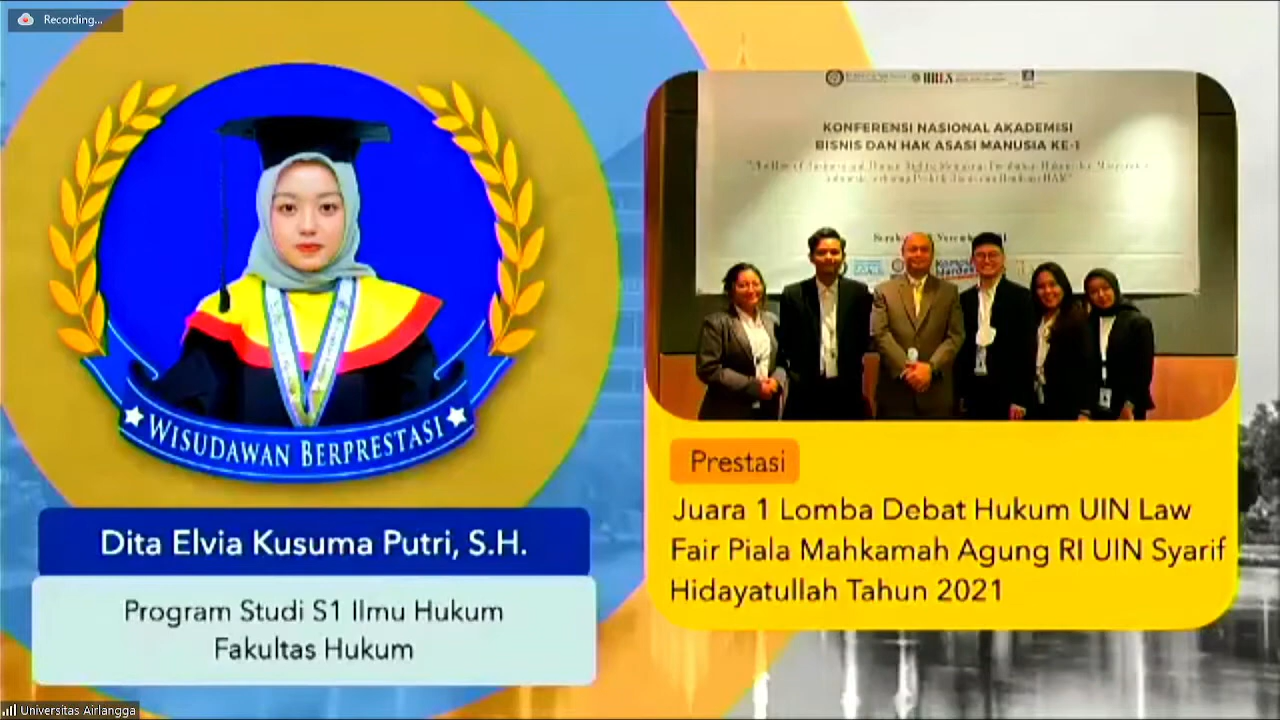 Recording...
WISUDAWAN BERPRESTASI
Dita Elvia Kusuma Putri, S.H.
Program Studi S1 Ilmu Hukum
Fakultas Hukum
KONFERENSI NASIONAL AKADEMISI
BISNIS DAN HAK ASASI MANUSIA KE-1
Prestasi
Juara 1 Lomba Debat Hukum UIN Law
Fair Piala Mahkamah Agung RI UIN Syarif
Hidayatullah Tahun 2021
Universitas Airlangga